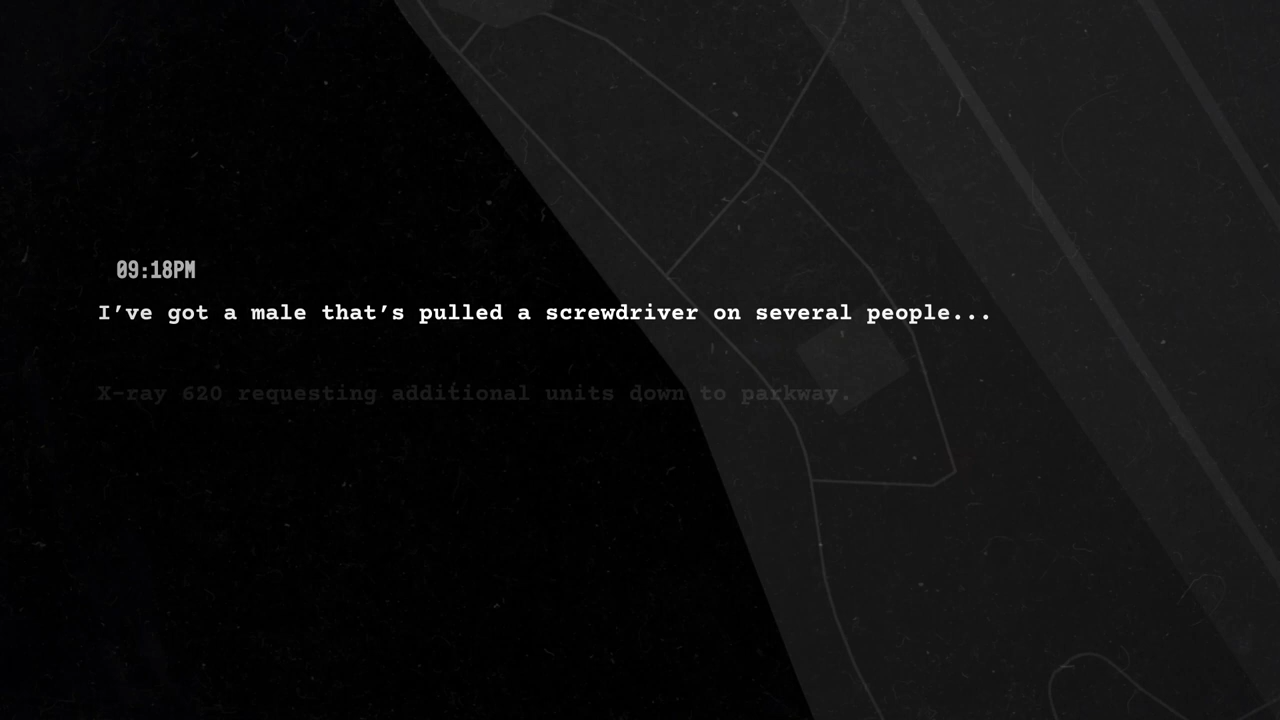 09:18PM
I’ve got a male that’s pulled a screwdriver on several people...
X-ray 620 requesting additional units down to parkway.